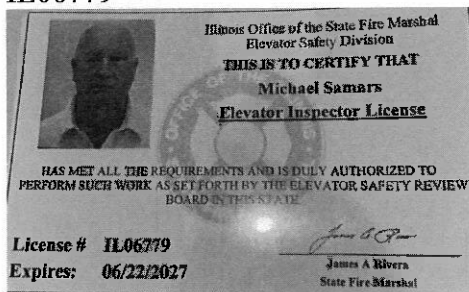 IL06779
Illinois Office of the State Fire Marshal
Elevator Safety Division
THIS IS TO CERTIFY THAT
Michael Samars
Elevator Inspector License
HAS MET ALL THE REQUIREMENTS AND IS DULY AUTHORIZED TO
PERFORM SUCH WORK AS SET FORTH BY THE ELEVATOR SAFETY REVIEW
BOARD IN THIS STATE
License # IL06779
Expires: 06/22/2027
James A Rivera
State Fire Marshal